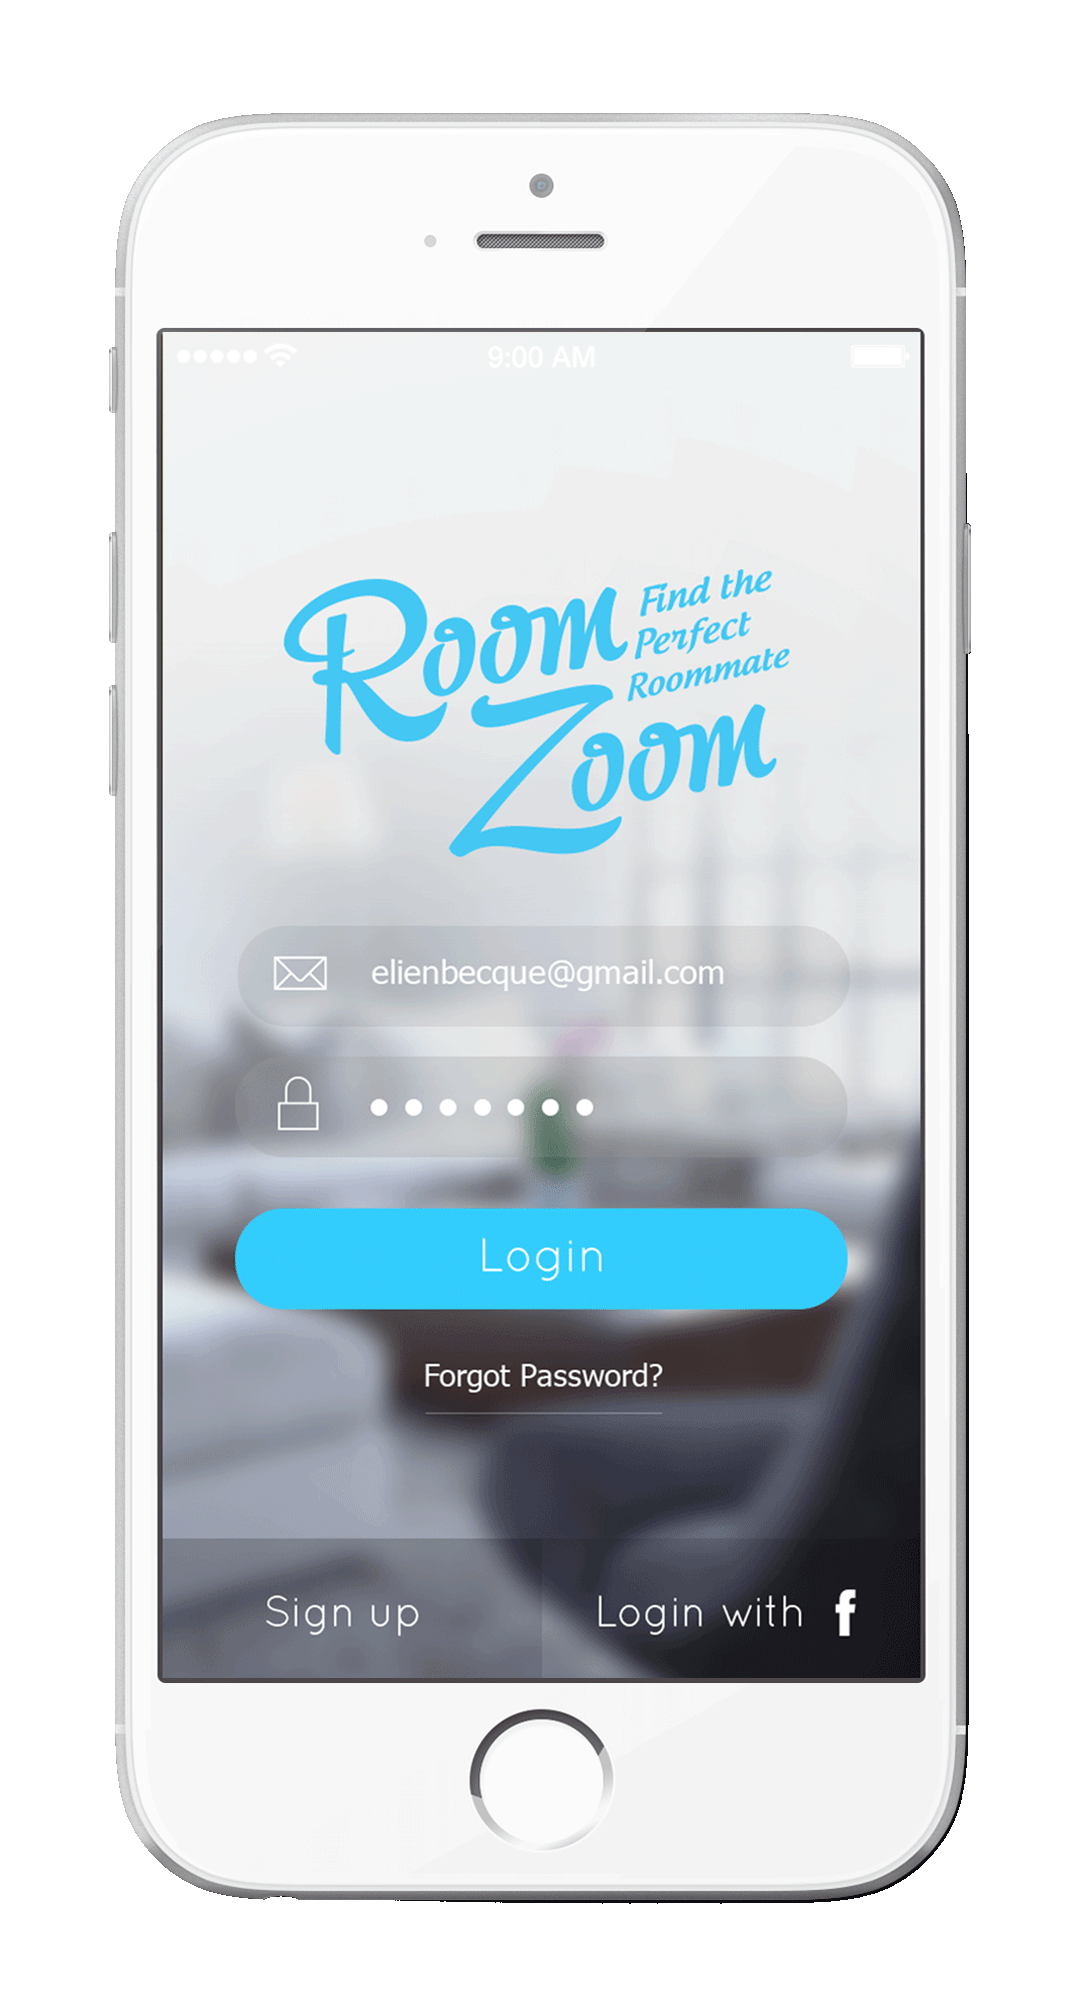 9:00 AM
Room
Find the
Perfect
Roommate
Zoom
elienbecque@gmail.com
Login
Forgot Password?
Sign up
Login with f